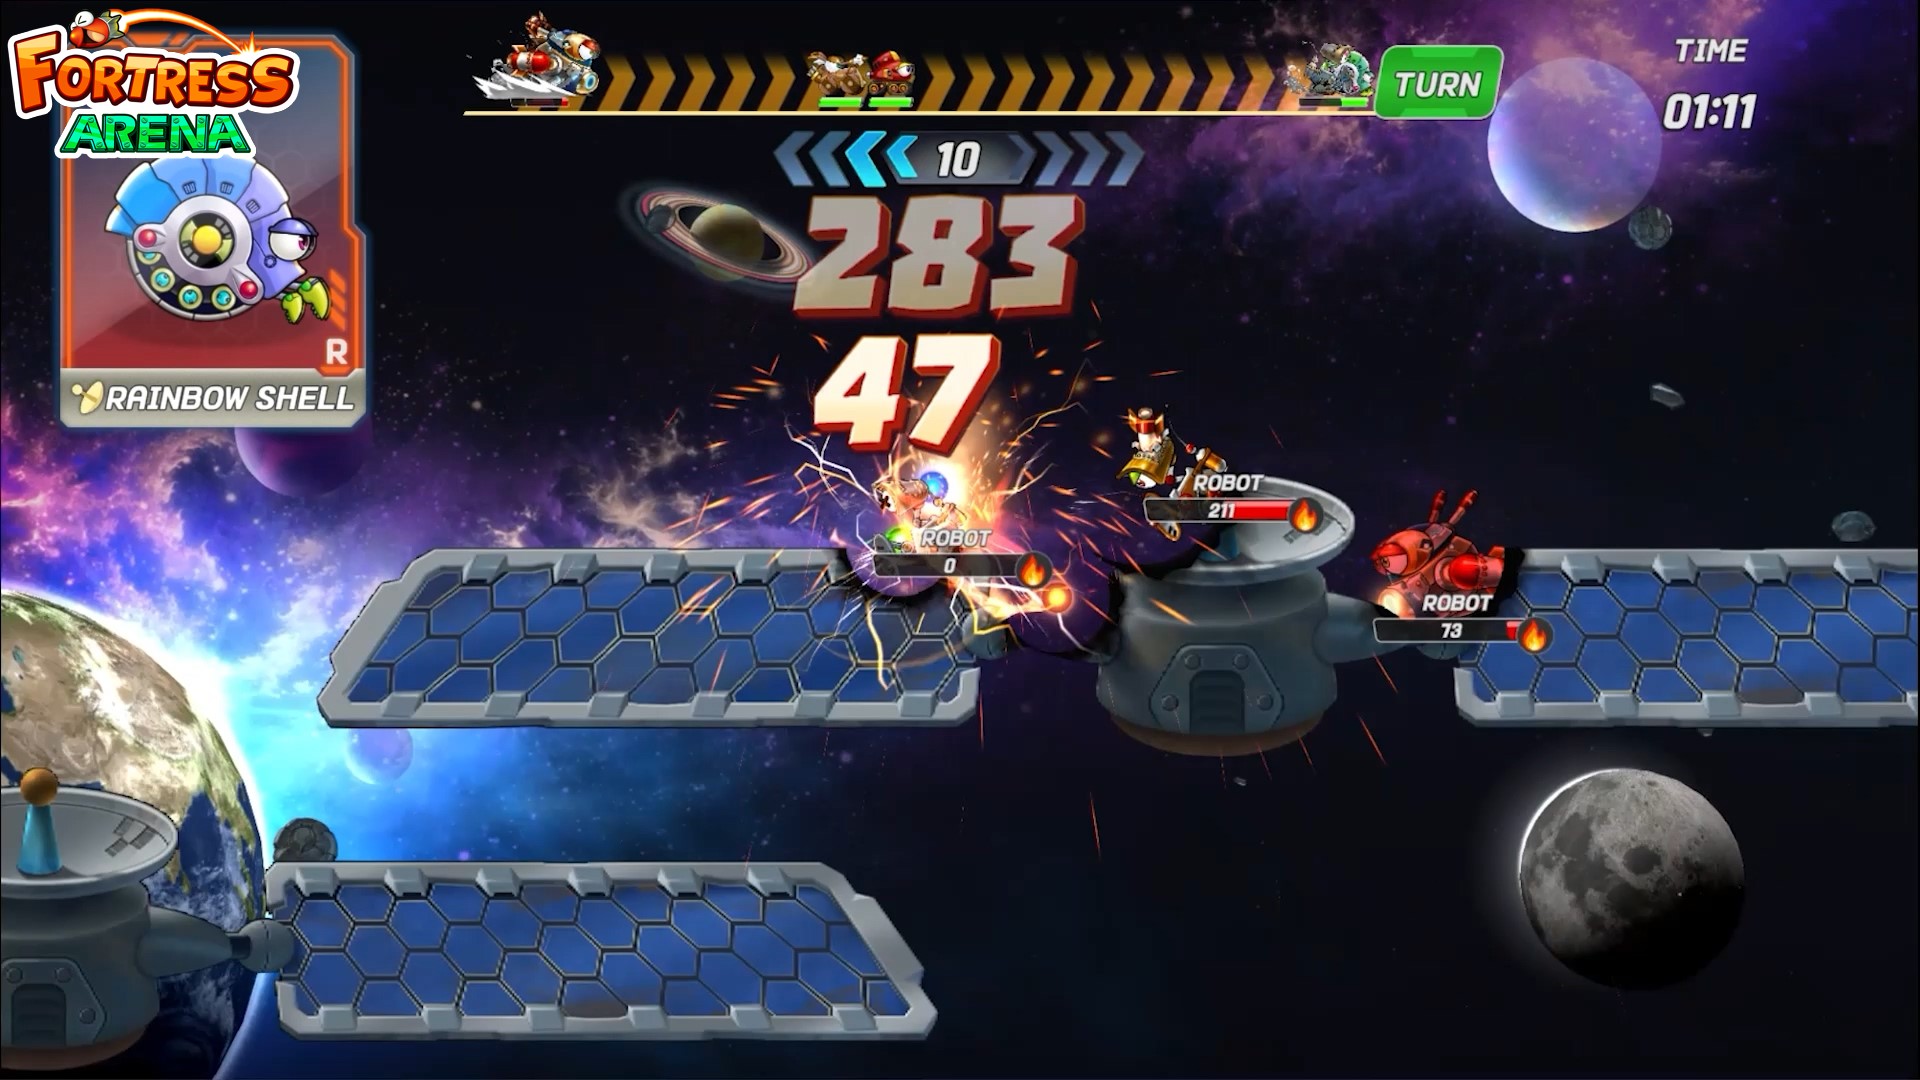 FORTRESS
ARENA
R
RAINBOW SHELL
TURN
TIME
01:11
10
283
47
ROBOT
211
ROBOT
0
ROBOT
73